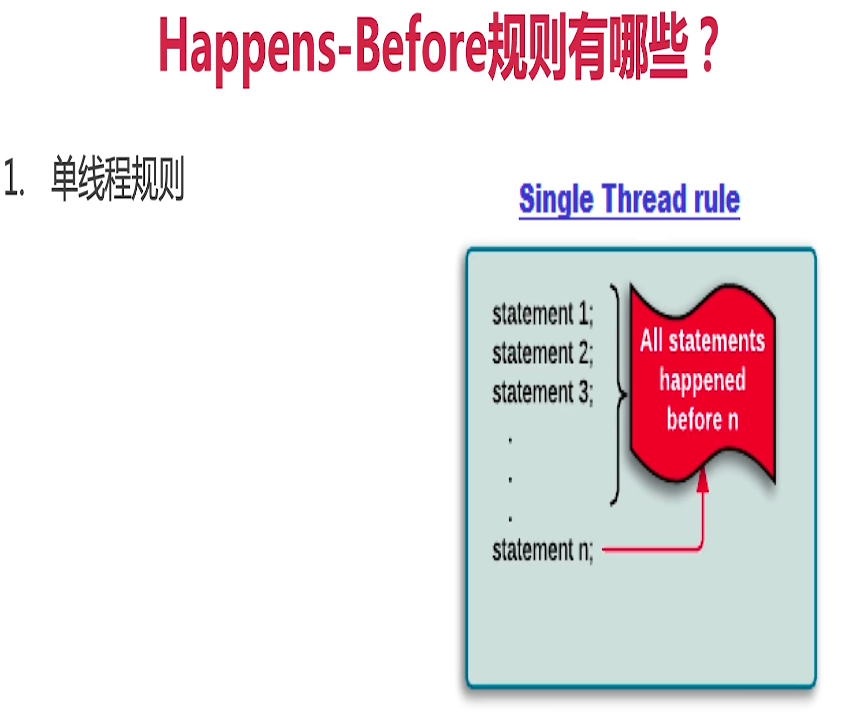 Happens-Before规则有哪些？
1. 单线程规则
Single Thread rule
statement 1;
statement 2;
statement 3;
.
.
.
statement n;
All statements
happened
before n